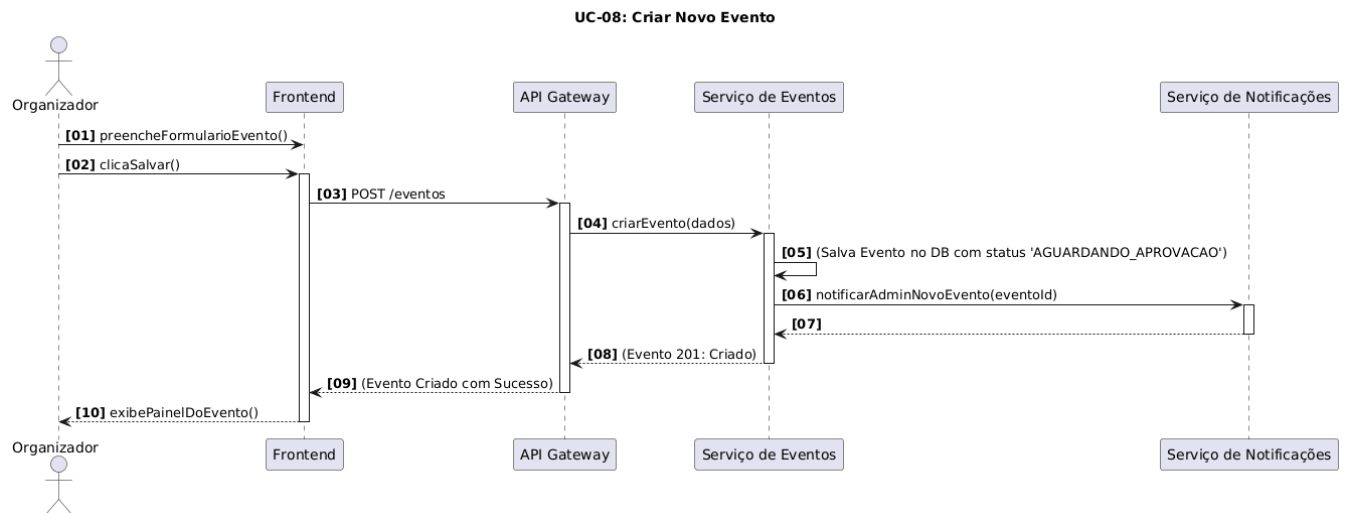 UC-08: Criar Novo Evento
Organizador
Frontend
API Gateway
Serviço de Eventos
Serviço de Notificações
[01] preencheFormularioEvento()
[02] clicaSalvar()
[03] POST /eventos
[04] criarEvento(dados)
[05] (Salva Evento no DB com status 'AGUARDANDO_APROVACAO')
[06] notificarAdminNovoEvento(eventoId)
[07]
[08] (Evento 201: Criado)
[09] (Evento Criado com Sucesso)
[10] exibePainelDoEvento()
Organizador
Frontend
API Gateway
Serviço de Eventos
Serviço de Notificações